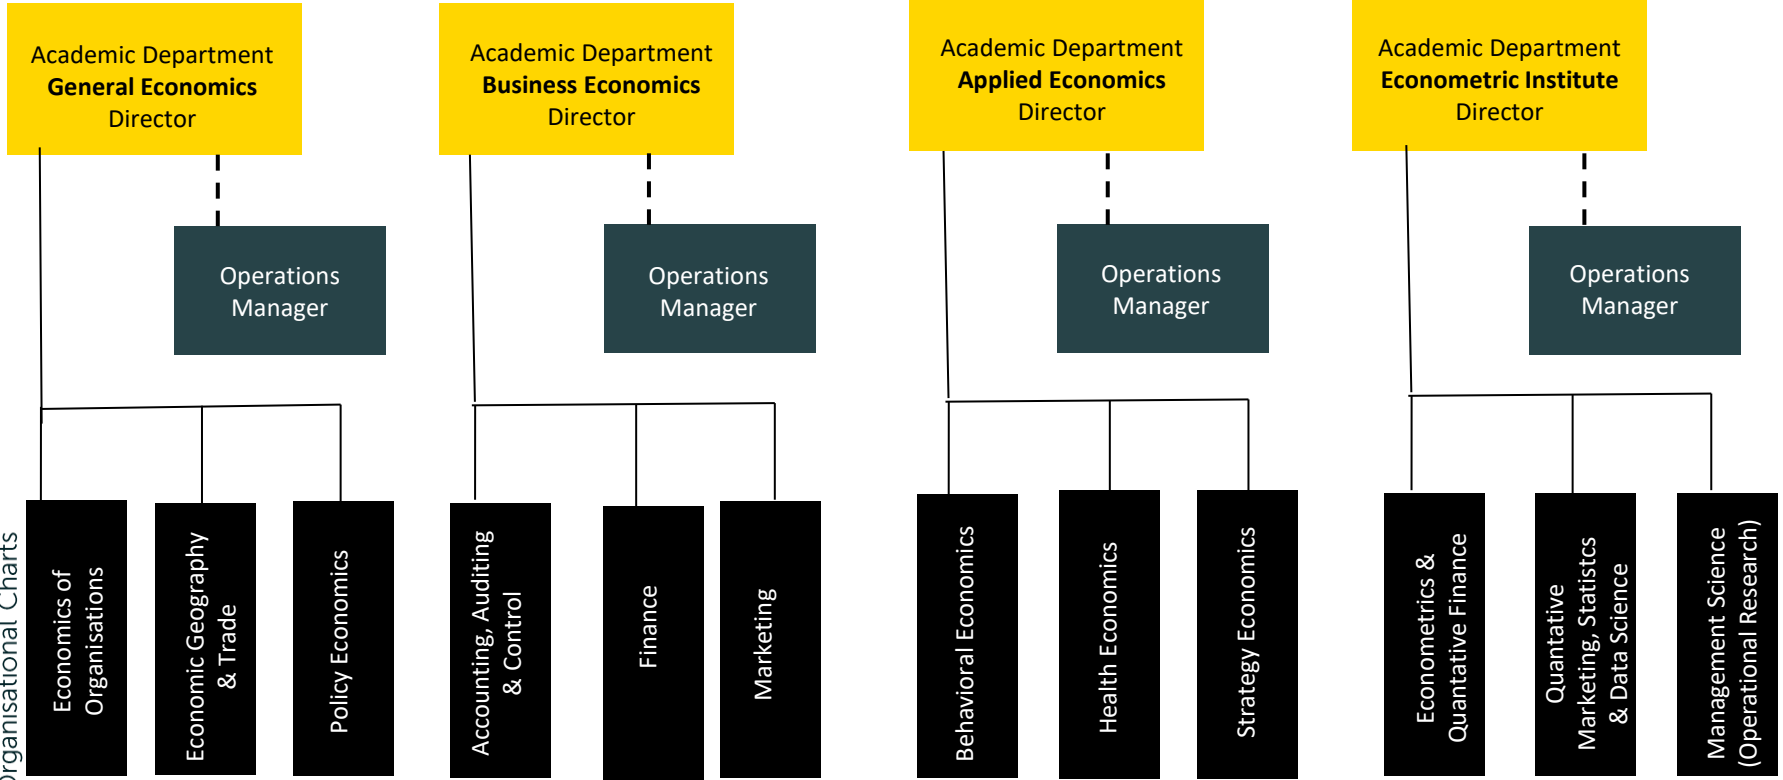 Academic Department
General Economics
Director
Academic Department
Business Economics
Director
Academic Department
Applied Economics
Director
Academic Department
Econometric Institute
Director
Operations
Manager
Operations
Manager
Operations
Manager
Operations
Manager
Organisational Charts
Economics of
Organisations
Economic Geography
& Trade
Policy Economics
Accounting, Auditing
& Control
Finance
Marketing
Behavioral Economics
Health Economics
Strategy Economics
Econometrics &
Quantative Finance
Quantative
Marketing, Statistcs
& Data Science
Management Science
(Operational Research)